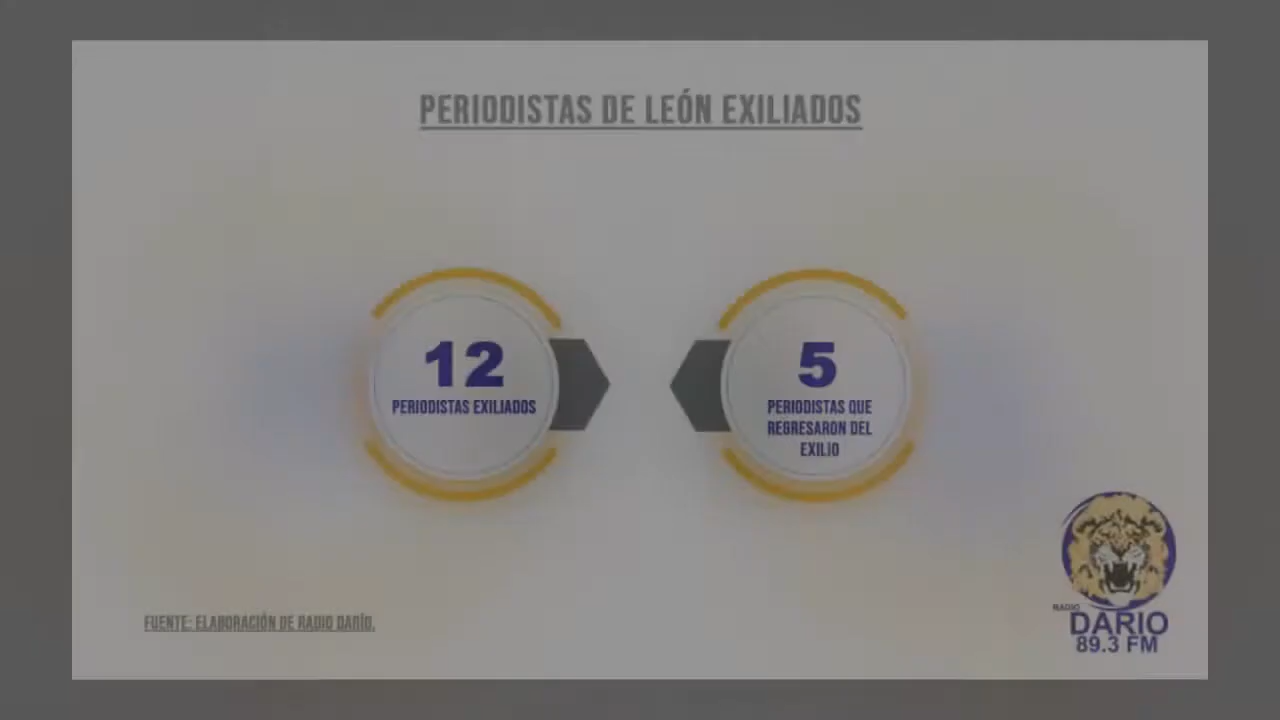 PERIODISTAS DE LEÓN EXILIADOS
12
PERIODISTAS EXILIADOS
5
PERIODISTAS QUE
REGRESARON DEL
EXILIO
FUENTE: ELABORACIÓN DE RADIO DARÍO.
RADIO
DARIO
89.3 FM